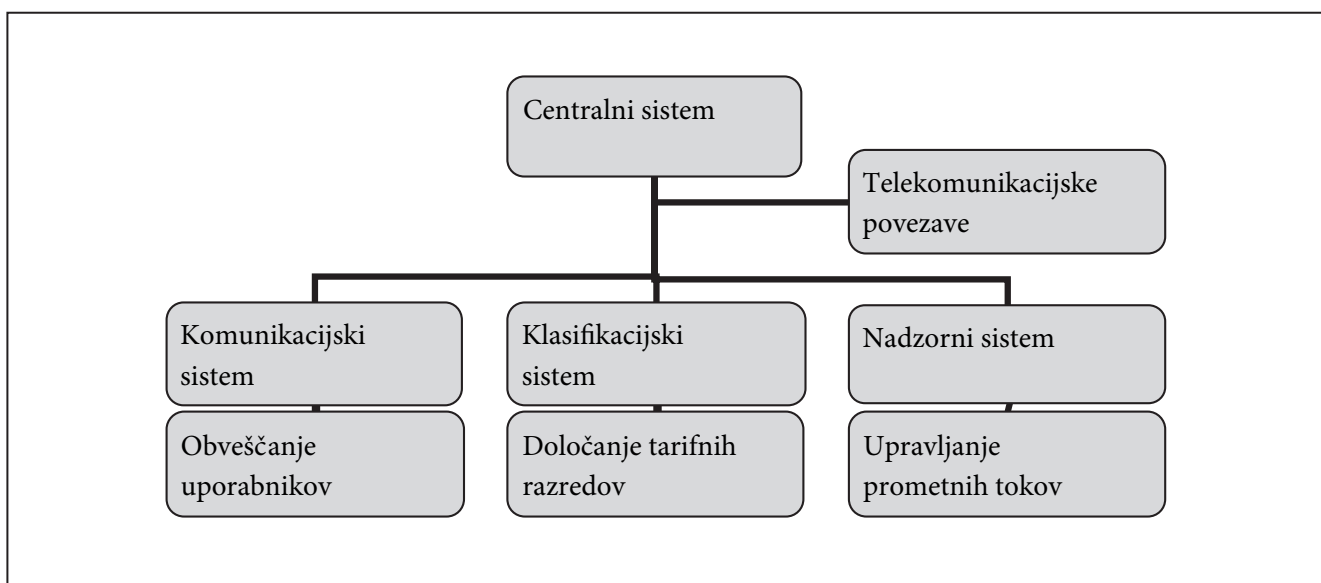 Centralni sistem
Telekomunikacijske
povezave
Komunikacijski
sistem
Klasifikacijski
sistem
Nadzorni sistem
Obveščanje
uporabnikov
Določanje tarifnih
razredov
Upravljanje
prometnih tokov